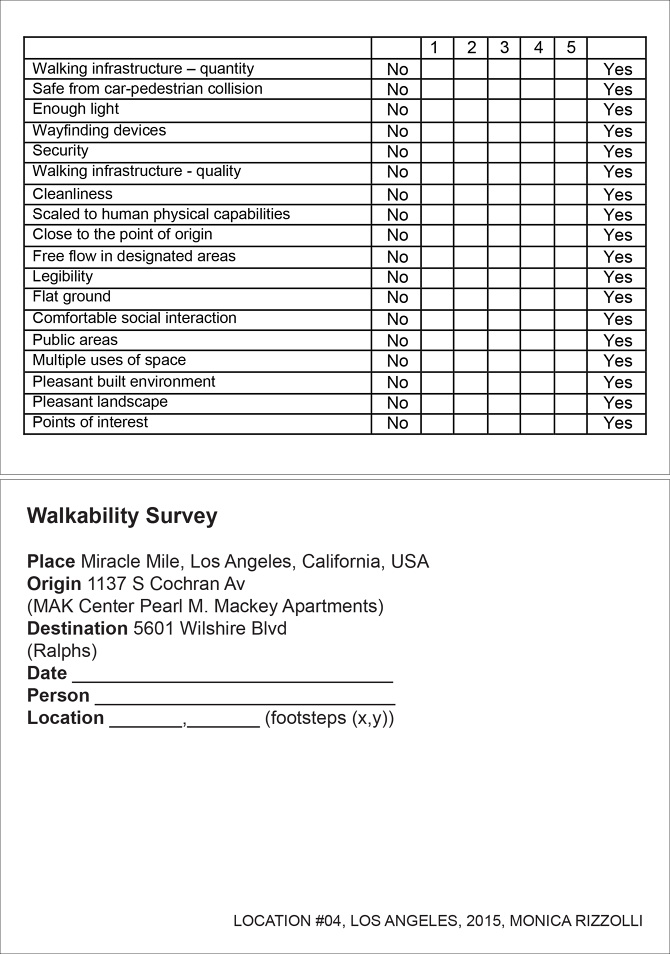 1 2 3 4 5
Walking infrastructure – quantity No Yes
Safe from car-pedestrian collision No Yes
Enough light No Yes
Wayfinding devices No Yes
Security No Yes
Walking infrastructure - quality No Yes
Cleanliness No Yes
Scaled to human physical capabilities No Yes
Close to the point of origin No Yes
Free flow in designated areas No Yes
Legibility No Yes
Flat ground No Yes
Comfortable social interaction No Yes
Public areas No Yes
Multiple uses of space No Yes
Pleasant built environment No Yes
Pleasant landscape No Yes
Points of interest No Yes
Walkability Survey
Place Miracle Mile, Los Angeles, California, USA
Origin 1137 S Cochran Av
(MAK Center Pearl M. Mackey Apartments)
Destination 5601 Wilshire Blvd
(Ralphs)
Date ________________________________
Person _________________________________
Location _______,_______ (footsteps (x,y))
LOCATION #04, LOS ANGELES, 2015, MONICA RIZZOLLI